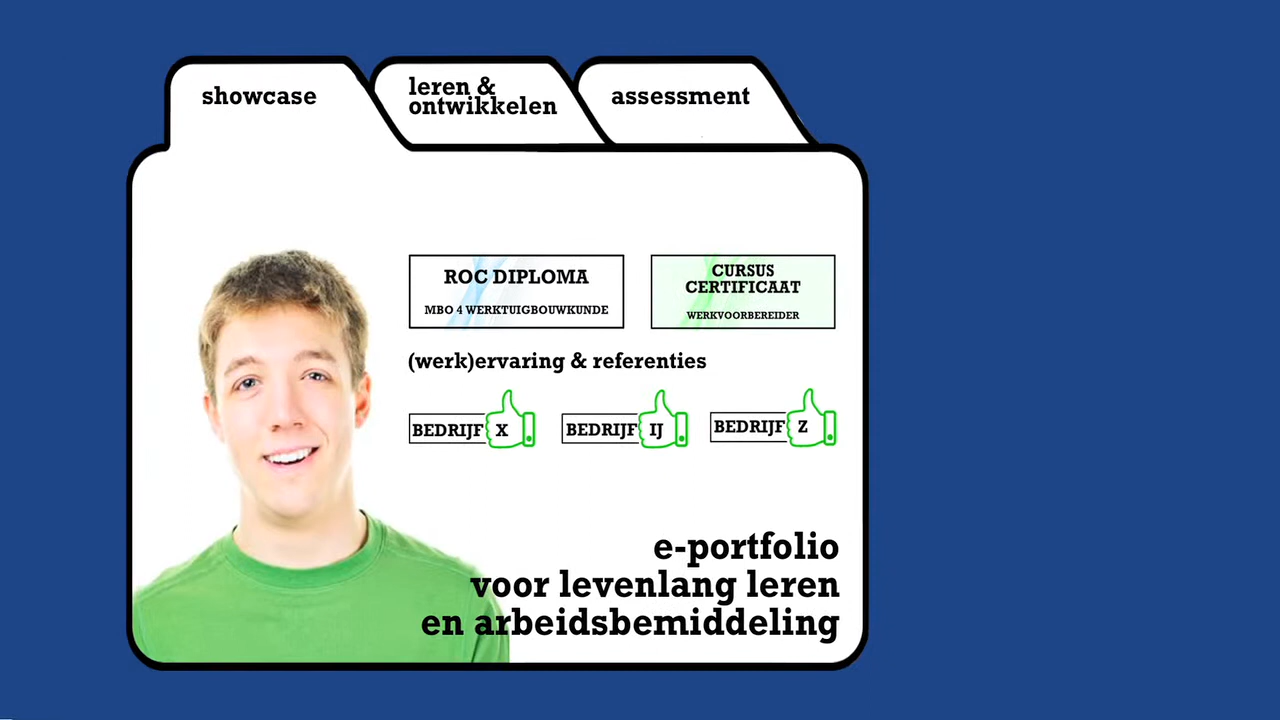 showcase
leren &
ontwikkelen
assessment
ROC DIPLOMA
MBO 4 WERKTUIGBOUWKUNDE
CURSUS
CERTIFICAAT
WERKVOORBEREIDER
(werk)ervaring & referenties
BEDRIJF X
BEDRIJF IJ
BEDRIJF Z
e-portfolio
voor levenlang leren
en arbeidsbemiddeling